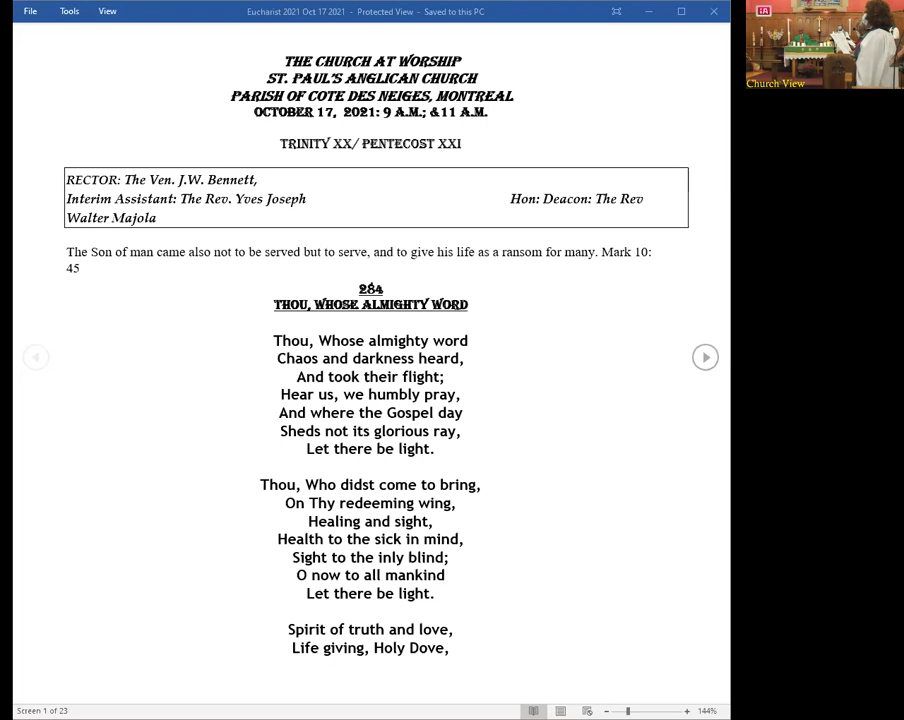 File Tools View Eucharist 2021 Oct 17 2021 - Protected View - Saved to this PC
iA
Church View
THE CHURCH AT WORSHIP
ST. PAUL'S ANGLICAN CHURCH
PARISH OF COTE DES NEIGES, MONTREAL
OCTOBER 17, 2021: 9 A.M.; &11 A.M.
TRINITY XX/ PENTECOST XXI
RECTOR: The Ven. J.W. Bennett,
Interim Assistant: The Rev. Yves Joseph Hon: Deacon: The Rev
Walter Majola
The Son of man came also not to be served but to serve, and to give his life as a ransom for many. Mark 10:
45
284
THOU, WHOSE ALMIGHTY WORD
Thou, Whose almighty word
Chaos and darkness heard,
And took their flight;
Hear us, we humbly pray,
And where the Gospel day
Sheds not its glorious ray,
Let there be light.
Thou, Who didst come to bring,
On Thy redeeming wing,
Healing and sight,
Health to the sick in mind,
Sight to the inly blind;
O now to all mankind
Let there be light.
Spirit of truth and love,
Life giving, Holy Dove,
Screen 1 of 23 144%